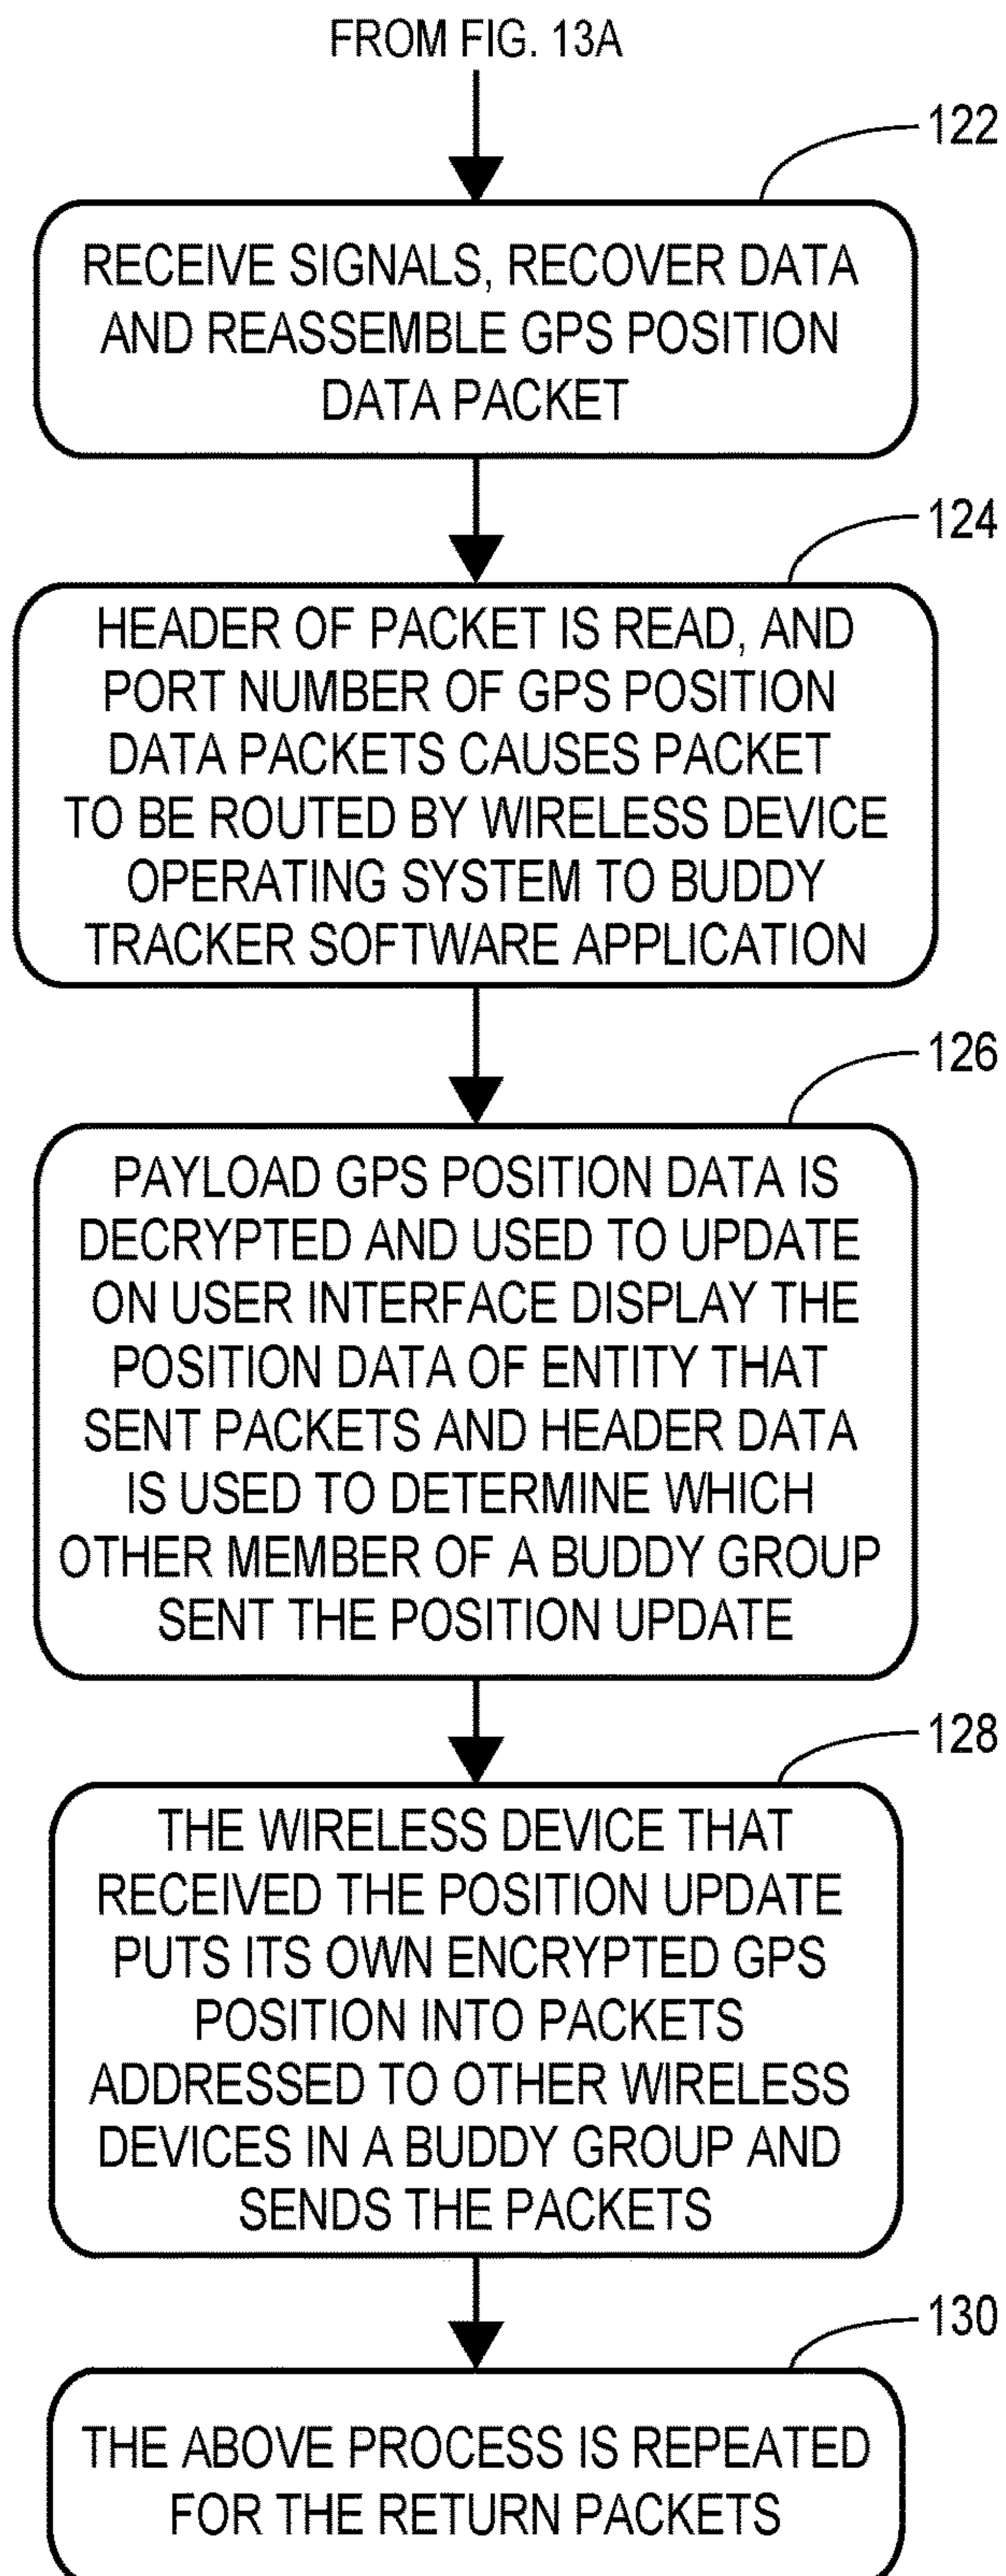 FROM FIG. 13A
122
RECEIVE SIGNALS, RECOVER DATA
AND REASSEMBLE GPS POSITION
DATA PACKET
124
HEADER OF PACKET IS READ, AND
PORT NUMBER OF GPS POSITION
DATA PACKETS CAUSES PACKET
TO BE ROUTED BY WIRELESS DEVICE
OPERATING SYSTEM TO BUDDY
TRACKER SOFTWARE APPLICATION
126
PAYLOAD GPS POSITION DATA IS
DECRYPTED AND USED TO UPDATE
ON USER INTERFACE DISPLAY THE
POSITION DATA OF ENTITY THAT
SENT PACKETS AND HEADER DATA
IS USED TO DETERMINE WHICH
OTHER MEMBER OF A BUDDY GROUP
SENT THE POSITION UPDATE
128
THE WIRELESS DEVICE THAT
RECEIVED THE POSITION UPDATE
PUTS ITS OWN ENCRYPTED GPS
POSITION INTO PACKETS
ADDRESSED TO OTHER WIRELESS
DEVICES IN A BUDDY GROUP AND
SENDS THE PACKETS
130
THE ABOVE PROCESS IS REPEATED
FOR THE RETURN PACKETS